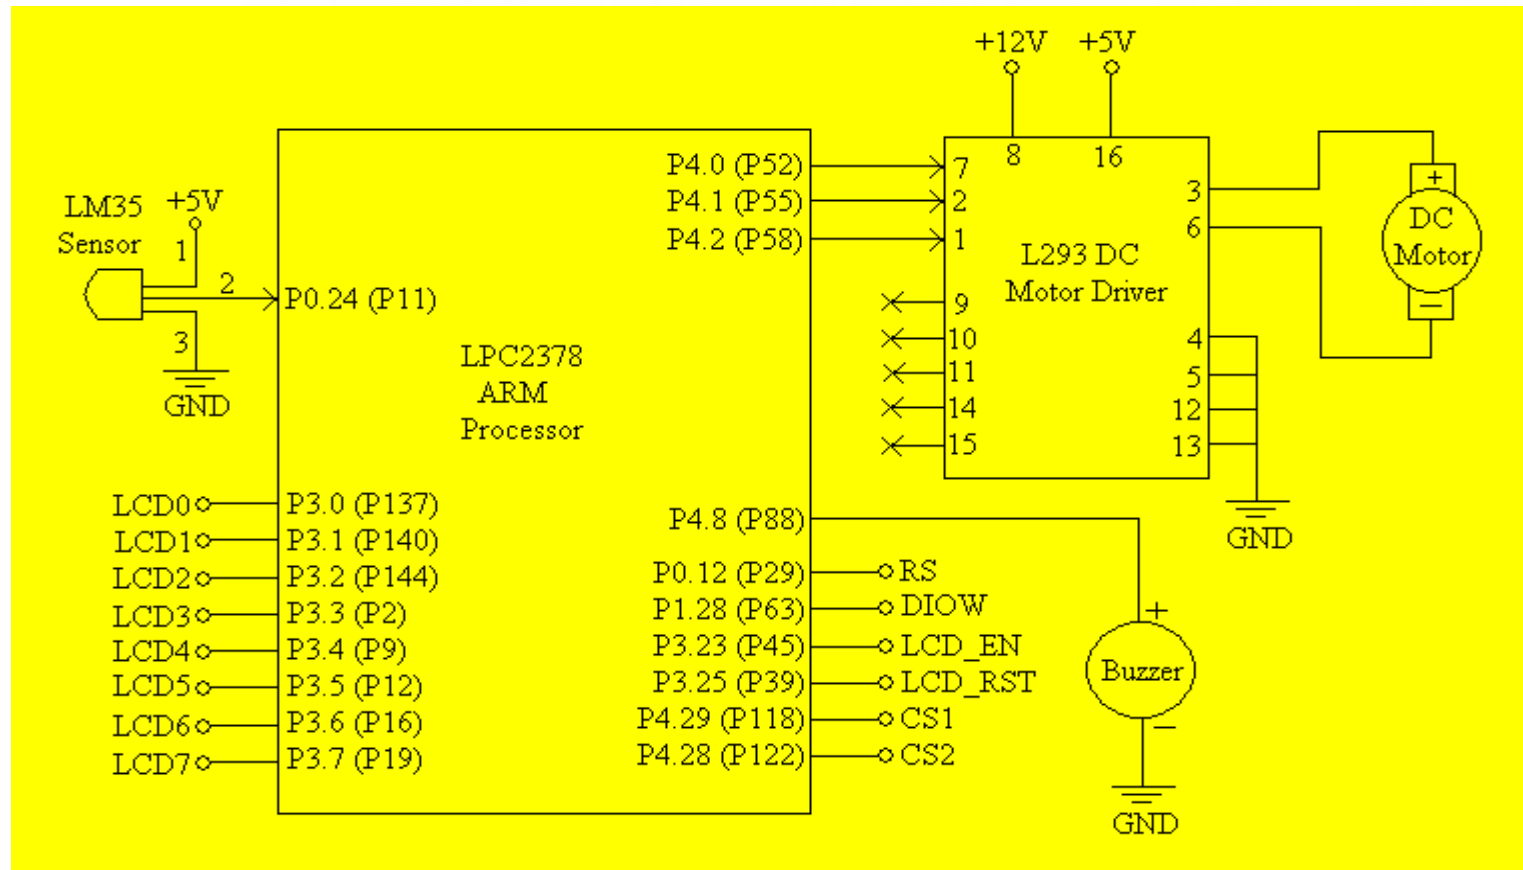 +12V +5V
8 16
P4.0 (P52) 7
P4.1 (P55) 2
P4.2 (P58) 1
3
6
+
DC
Motor
−
L293 DC
Motor Driver
9
10
11
14
15
4
5
12
13
GND
LM35 +5V
Sensor
1
2
3
GND
P0.24 (P11)
LPC2378
ARM
Processor
LCD0 P3.0 (P137)
LCD1 P3.1 (P140)
LCD2 P3.2 (P144)
LCD3 P3.3 (P2)
LCD4 P3.4 (P9)
LCD5 P3.5 (P12)
LCD6 P3.6 (P16)
LCD7 P3.7 (P19)
P4.8 (P88)
P0.12 (P29) RS
P1.28 (P63) DIOW
P3.23 (P45) LCD_EN
P3.25 (P39) LCD_RST
P4.29 (P118) CS1
P4.28 (P122) CS2
+
Buzzer
−
GND